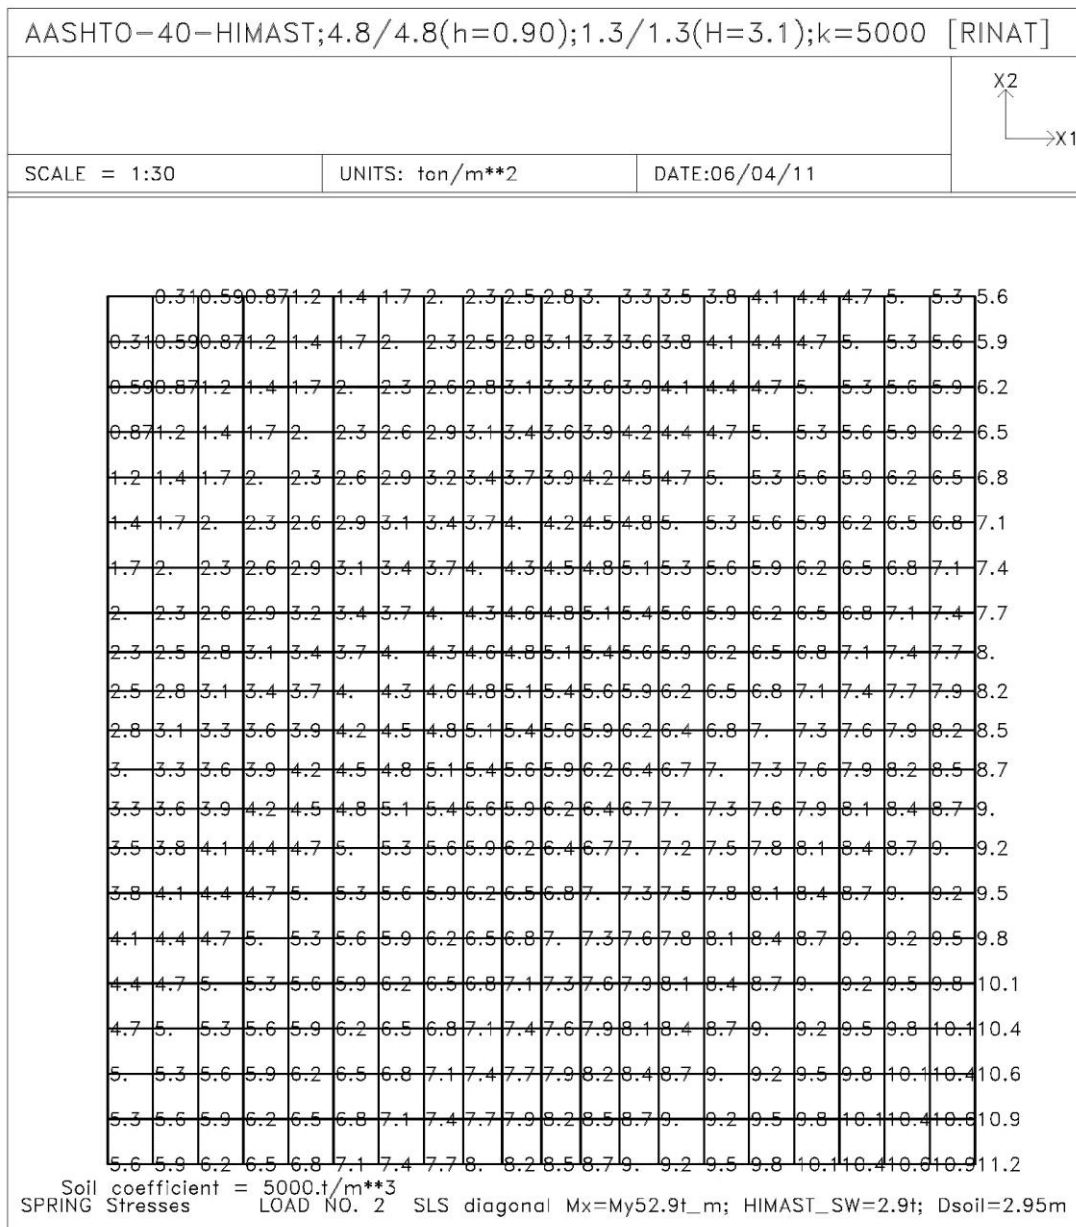 AASHTO-40-HIMAST;4.8/4.8(h=0.90);1.3/1.3(H=3.1);k=5000 [RINAT]
X2
X1
SCALE = 1:30 UNITS: ton/m**2 DATE:06/04/11
0.31 0.59 0.87 1.2 1.4 1.7 2. 2.3 2.5 2.8 3. 3.3 3.5 3.8 4.1 4.4 4.7 5. 5.3 5.6
0.31 0.59 0.87 1.2 1.4 1.7 2. 2.3 2.5 2.8 3.1 3.3 3.6 3.8 4.1 4.4 4.7 5. 5.3 5.6 5.9
0.59 0.87 1.2 1.4 1.7 2. 2.3 2.6 2.8 3.1 3.3 3.6 3.9 4.1 4.4 4.7 5. 5.3 5.6 5.9 6.2
0.87 1.2 1.4 1.7 2. 2.3 2.6 2.9 3.1 3.4 3.6 3.9 4.2 4.4 4.7 5. 5.3 5.6 5.9 6.2 6.5
1.2 1.4 1.7 2. 2.3 2.6 2.9 3.2 3.4 3.7 3.9 4.2 4.5 4.7 5. 5.3 5.6 5.9 6.2 6.5 6.8
1.4 1.7 2. 2.3 2.6 2.9 3.1 3.4 3.7 4. 4.2 4.5 4.8 5. 5.3 5.6 5.9 6.2 6.5 6.8 7.1
1.7 2. 2.3 2.6 2.9 3.1 3.4 3.7 4. 4.3 4.5 4.8 5.1 5.3 5.6 5.9 6.2 6.5 6.8 7.1 7.4
2. 2.3 2.6 2.9 3.2 3.4 3.7 4. 4.3 4.6 4.8 5.1 5.4 5.6 5.9 6.2 6.5 6.8 7.1 7.4 7.7
2.3 2.5 2.8 3.1 3.4 3.7 4. 4.3 4.6 4.8 5.1 5.4 5.6 5.9 6.2 6.5 6.8 7.1 7.4 7.7 8.
2.5 2.8 3.1 3.4 3.7 4. 4.3 4.6 4.8 5.1 5.4 5.6 5.9 6.2 6.5 6.8 7.1 7.4 7.7 7.9 8.2
2.8 3.1 3.3 3.6 3.9 4.2 4.5 4.8 5.1 5.4 5.6 5.9 6.2 6.4 6.8 7. 7.3 7.6 7.9 8.2 8.5
3. 3.3 3.6 3.9 4.2 4.5 4.8 5.1 5.4 5.6 5.9 6.2 6.4 6.7 7. 7.3 7.6 7.9 8.2 8.5 8.7
3.3 3.6 3.9 4.2 4.5 4.8 5.1 5.4 5.6 5.9 6.2 6.4 6.7 7. 7.3 7.6 7.9 8.1 8.4 8.7 9.
3.5 3.8 4.1 4.4 4.7 5. 5.3 5.6 5.9 6.2 6.4 6.7 7. 7.2 7.5 7.8 8.1 8.4 8.7 9. 9.2
3.8 4.1 4.4 4.7 5. 5.3 5.6 5.9 6.2 6.5 6.8 7. 7.3 7.5 7.8 8.1 8.4 8.7 9. 9.2 9.5
4.1 4.4 4.7 5. 5.3 5.6 5.9 6.2 6.5 6.8 7. 7.3 7.6 7.8 8.1 8.4 8.7 9. 9.2 9.5 9.8
4.4 4.7 5. 5.3 5.6 5.9 6.2 6.5 6.8 7.1 7.3 7.6 7.9 8.1 8.4 8.7 9. 9.2 9.5 9.8 10.1
4.7 5. 5.3 5.6 5.9 6.2 6.5 6.8 7.1 7.4 7.6 7.9 8.1 8.4 8.7 9. 9.2 9.5 9.8 10.1 10.4
5. 5.3 5.6 5.9 6.2 6.5 6.8 7.1 7.4 7.7 7.9 8.2 8.4 8.7 9. 9.2 9.5 9.8 10.1 10.4 10.6
5.3 5.6 5.9 6.2 6.5 6.8 7.1 7.4 7.7 7.9 8.2 8.5 8.7 9. 9.2 9.5 9.8 10.1 10.4 10.6 10.9
5.6 5.9 6.2 6.5 6.8 7.1 7.4 7.7 8. 8.2 8.5 8.7 9. 9.2 9.5 9.8 10.1 10.4 10.6 10.9 11.2
Soil coefficient = 5000.t/m**3
SPRING Stresses LOAD NO. 2 SLS diagonal Mx=My52.9t_m; HIMAST_SW=2.9t; Dsoil=2.95m